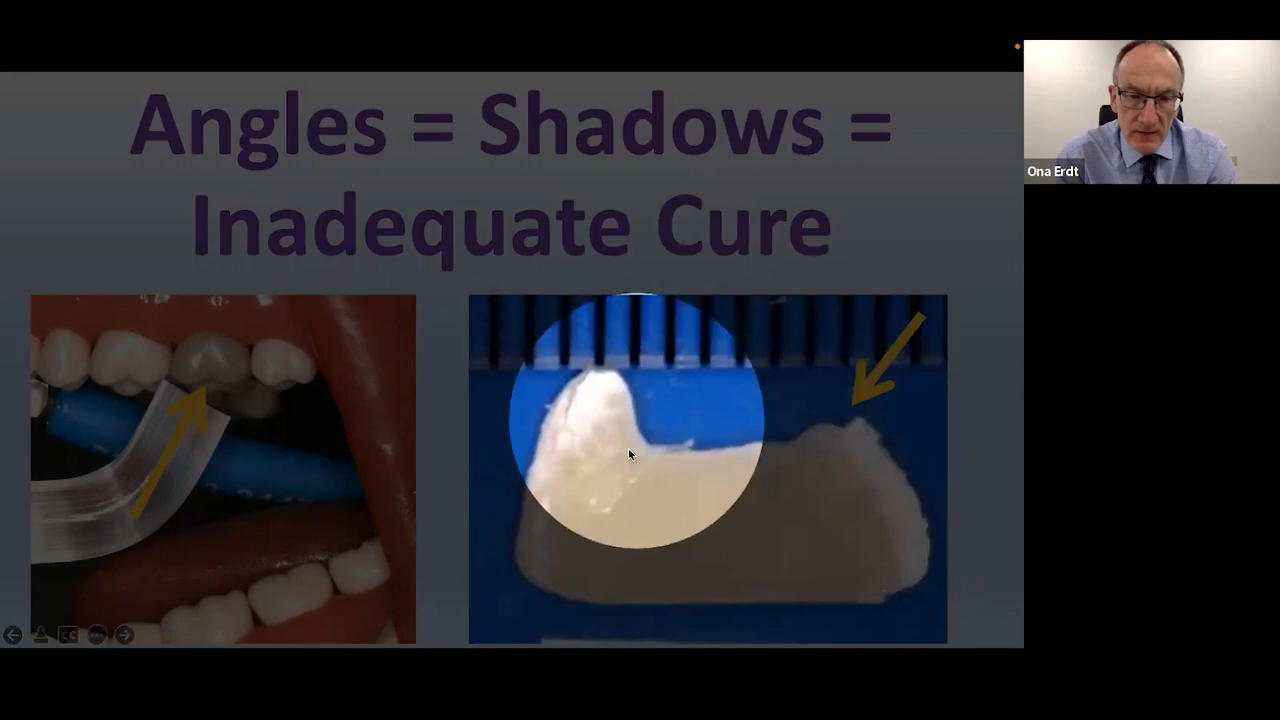 Angles = Shadows =
Inadequate Cure
Ona Erdt